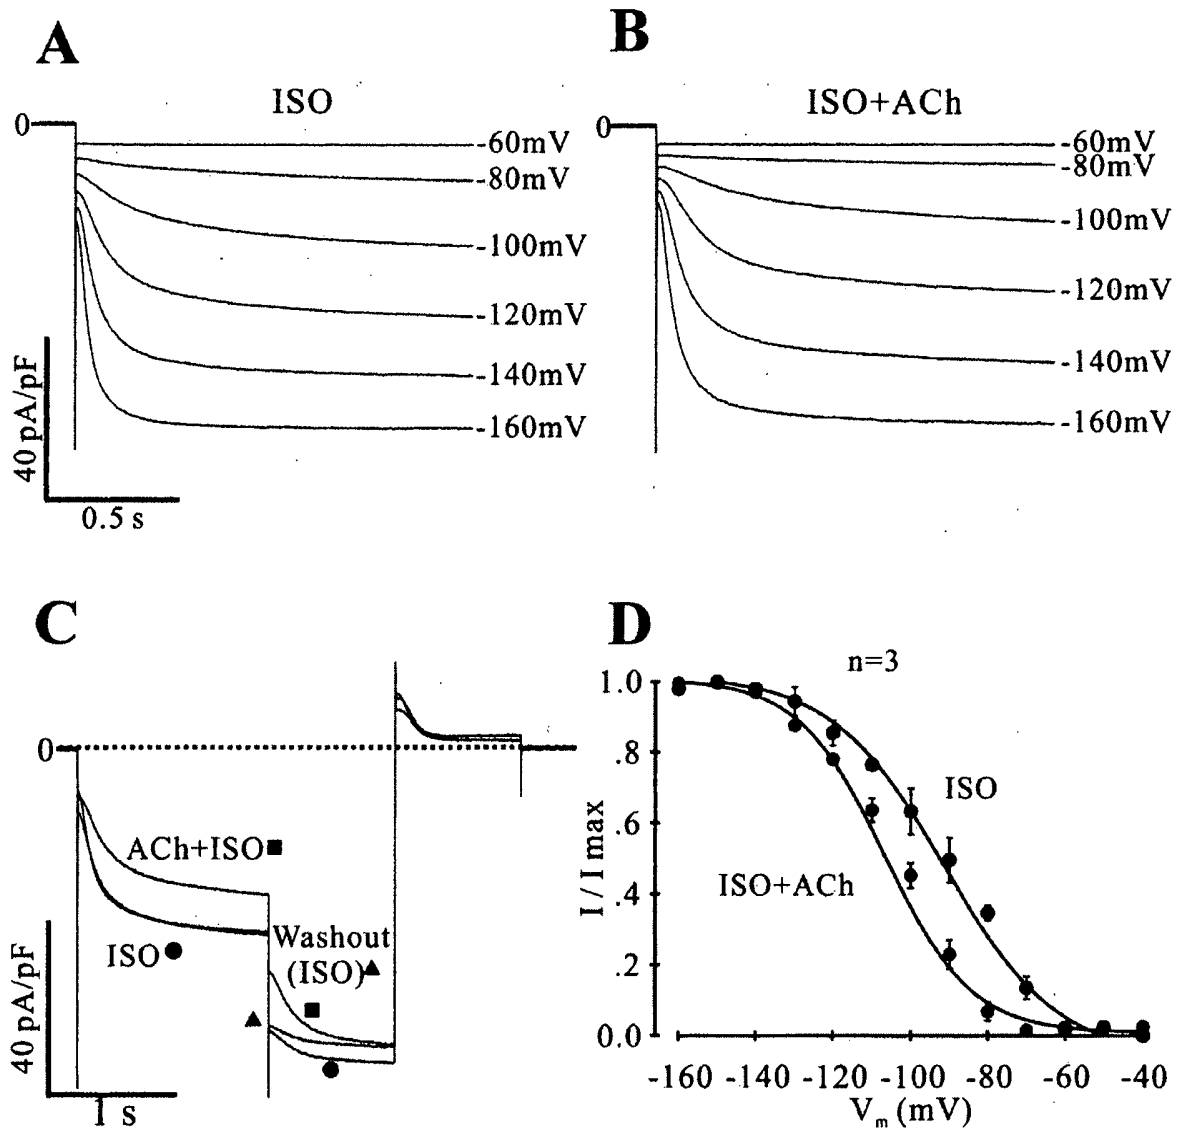 A
ISO
0
-60mV
-80mV
-100mV
-120mV
-140mV
-160mV
40 pA/pF
0.5 s
B
ISO+ACh
0
-60mV
-80mV
-100mV
-120mV
-140mV
-160mV
C
0
ACh+ISO
ISO
Washout
(ISO)
40 pA/pF
1 s
D
n=3
1.0
.8
.6
.4
.2
0.0
I / I max
ISO
ISO+ACh
-160 -140 -120 -100 -80 -60 -40
Vm (mV)